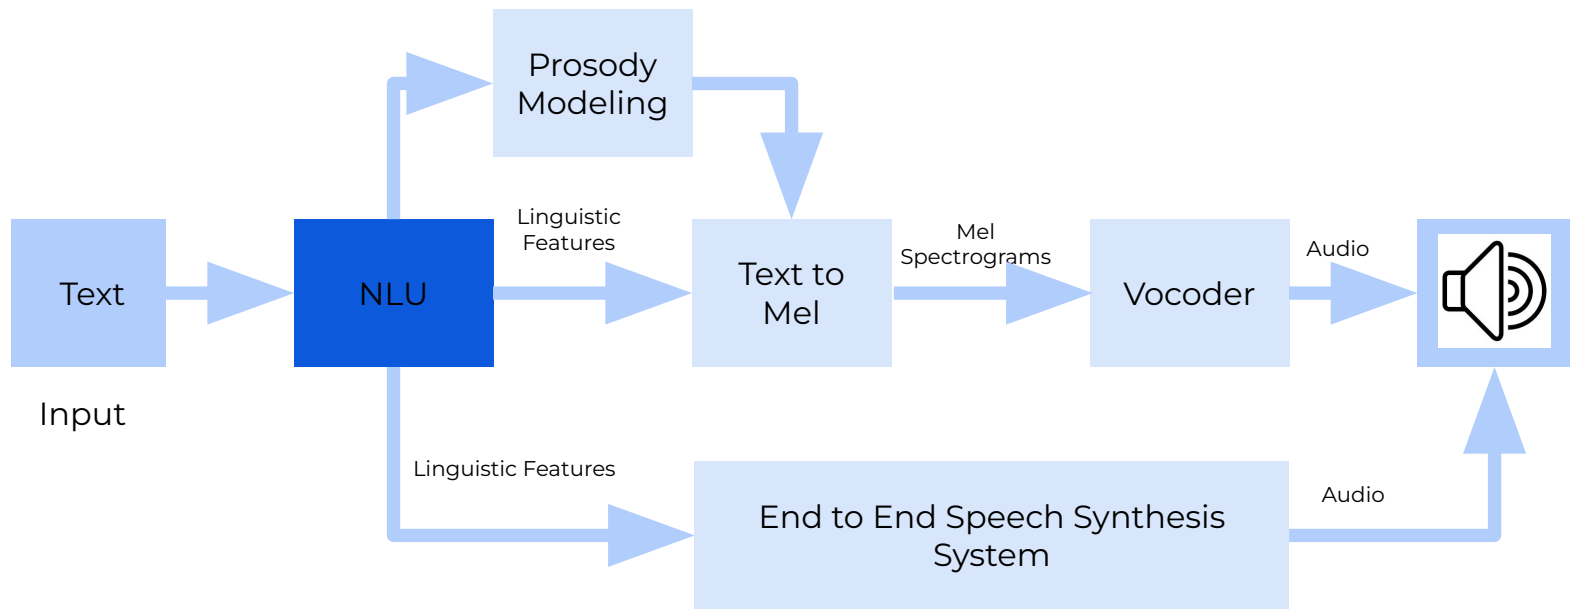 Prosody
Modeling
Linguistic
Features
Mel
Spectrograms
Audio
Text
NLU
Text to
Mel
Vocoder
Input
Linguistic Features
End to End Speech Synthesis
System
Audio